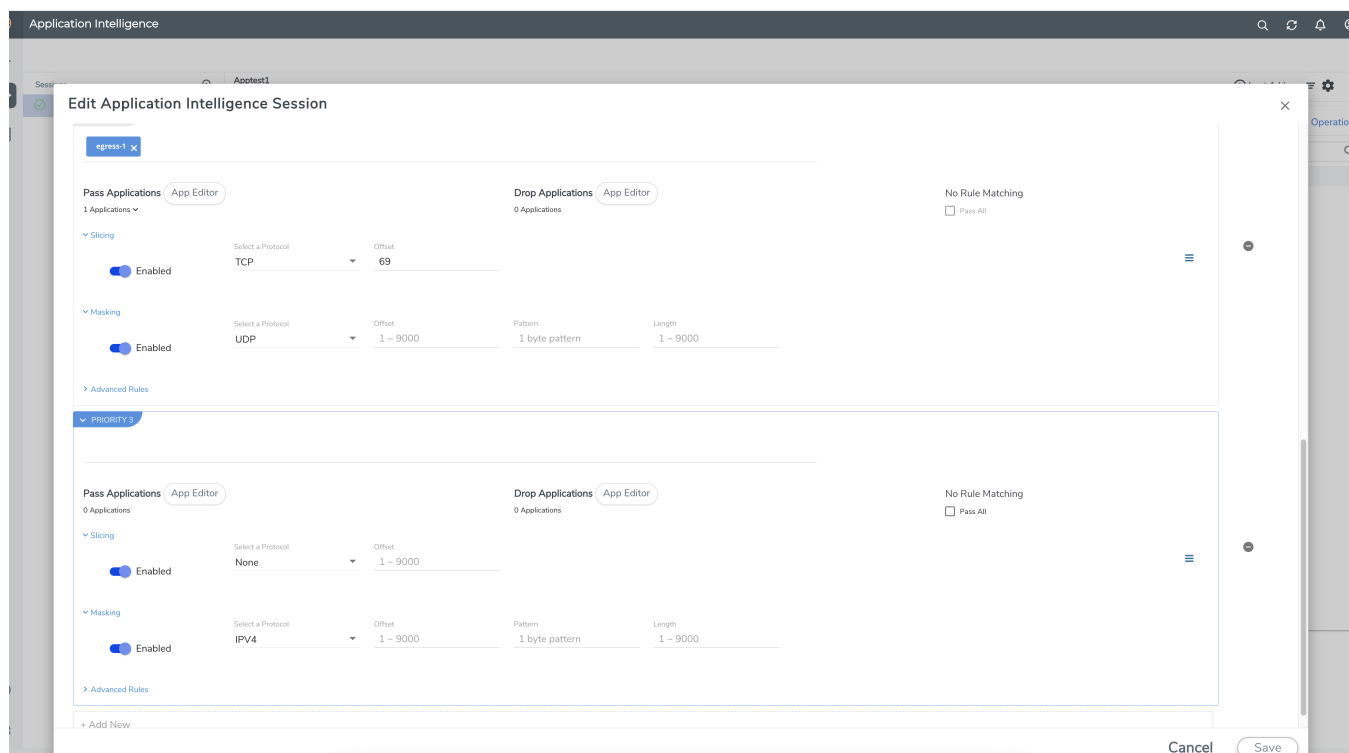 Application Intelligence
Apptest1
Edit Application Intelligence Session
Operatio
egress-1
Pass Applications App Editor Drop Applications App Editor No Rule Matching
1 Applications 0 Applications Pass All
Slicing
Select a Protocol Offset
Enabled TCP 69
Masking
Select a Protocol Offset Pattern Length
Enabled UDP 1 ~ 9000 1 byte pattern 1 ~ 9000
Advanced Rules
PRIORITY 3
Pass Applications App Editor Drop Applications App Editor No Rule Matching
0 Applications 0 Applications Pass All
Slicing
Select a Protocol Offset
Enabled None 1 ~ 9000
Masking
Select a Protocol Offset Pattern Length
Enabled IPV4 1 ~ 9000 1 byte pattern 1 ~ 9000
Advanced Rules
+ Add New
Cancel Save